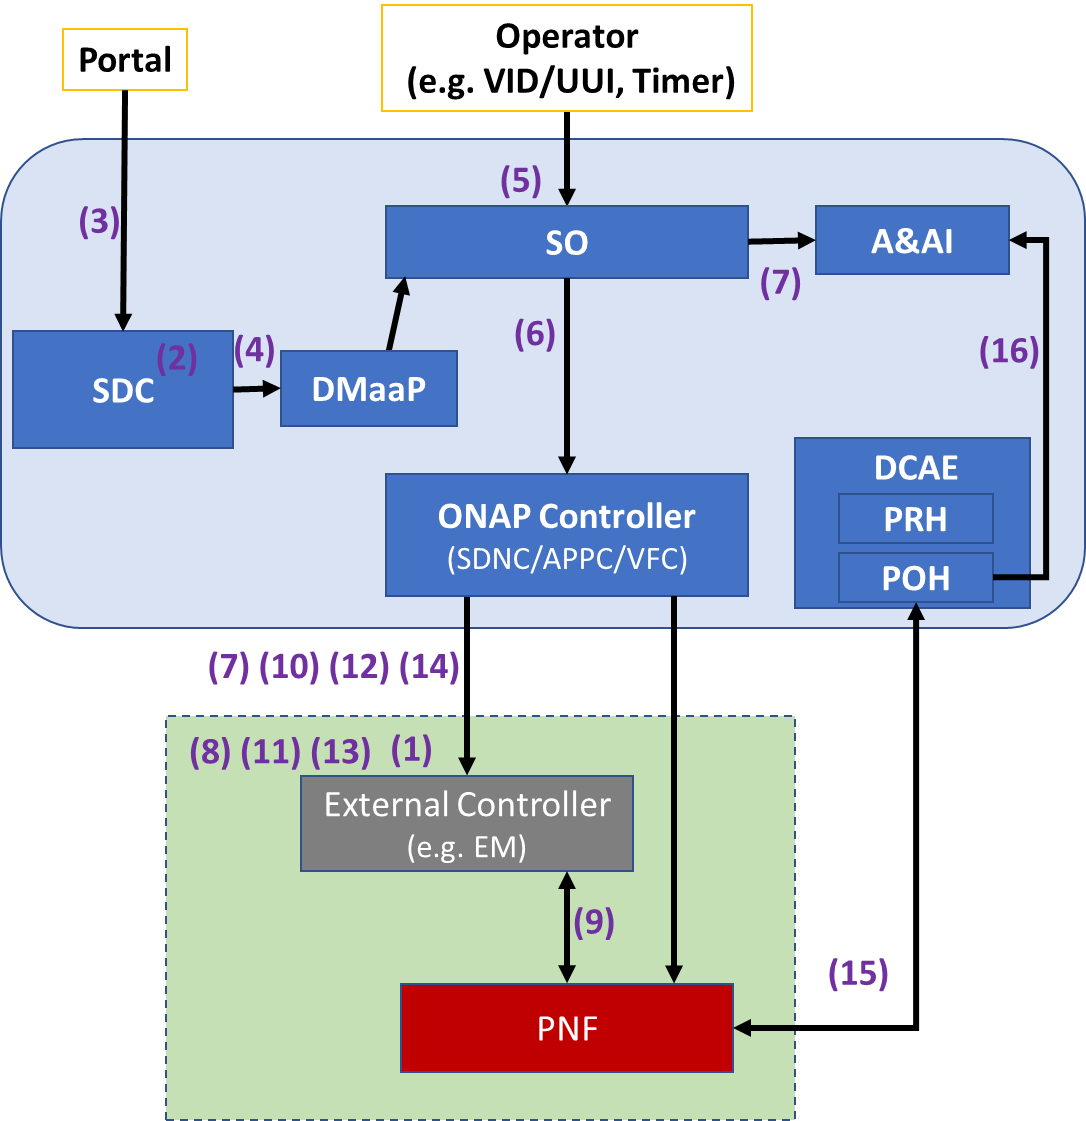 Portal
Operator
(e.g. VID/UUI, Timer)
(3)
(5)
SO
A&AI
(7)
(6)
(2)
(4)
SDC
DMaaP
(16)
DCAE
PRH
POH
ONAP Controller
(SDNC/APPC/VFC)
(7) (10) (12) (14)
(8) (11) (13) (1)
External Controller
(e.g. EM)
(9)
(15)
PNF